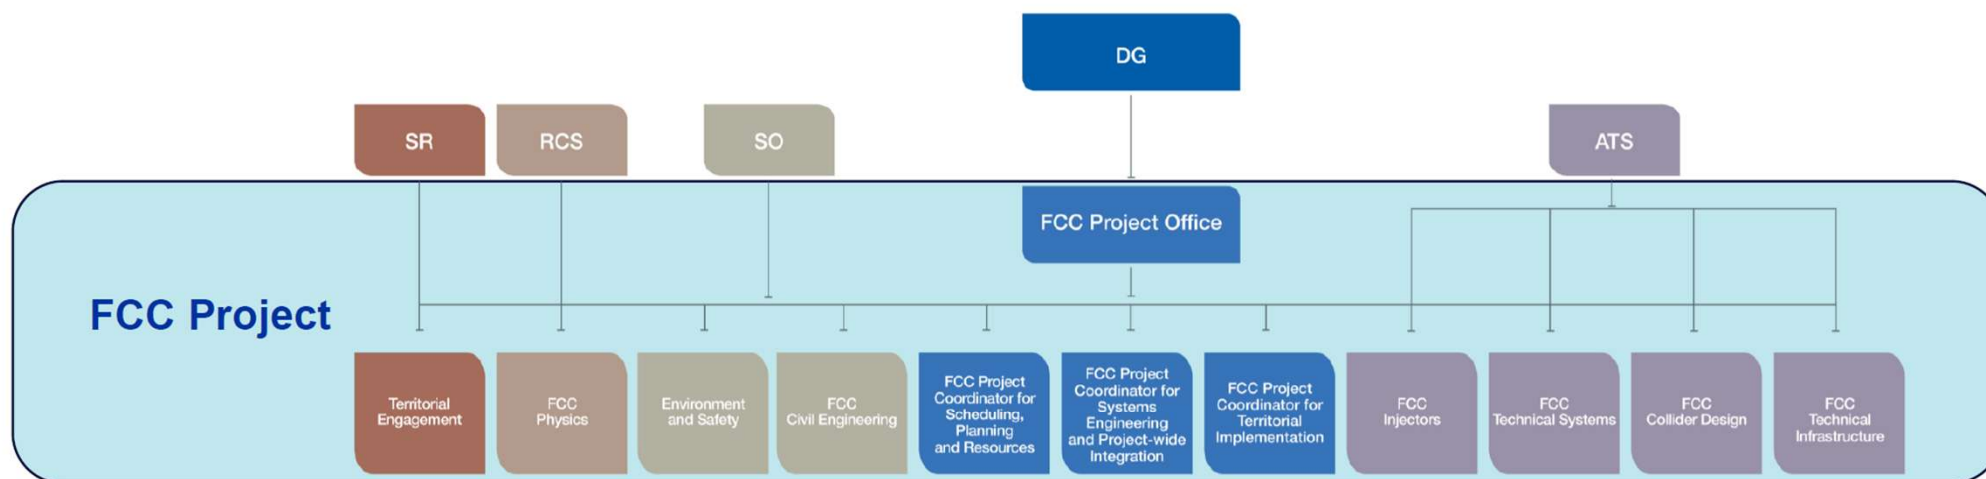 DG
SR
RCS
SO
ATS
FCC Project Office
FCC Project
Territorial
Engagement
FCC
Physics
Environment
and Safety
FCC
Civil Engineering
FCC Project
Coordinator for
Scheduling,
Planning
and Resources
FCC Project
Coordinator for
Systems
Engineering
and Project-wide
Integration
FCC Project
Coordinator for
Territorial
Implementation
FCC
Injectors
FCC
Technical Systems
FCC
Collider Design
FCC
Technical
Infrastructure